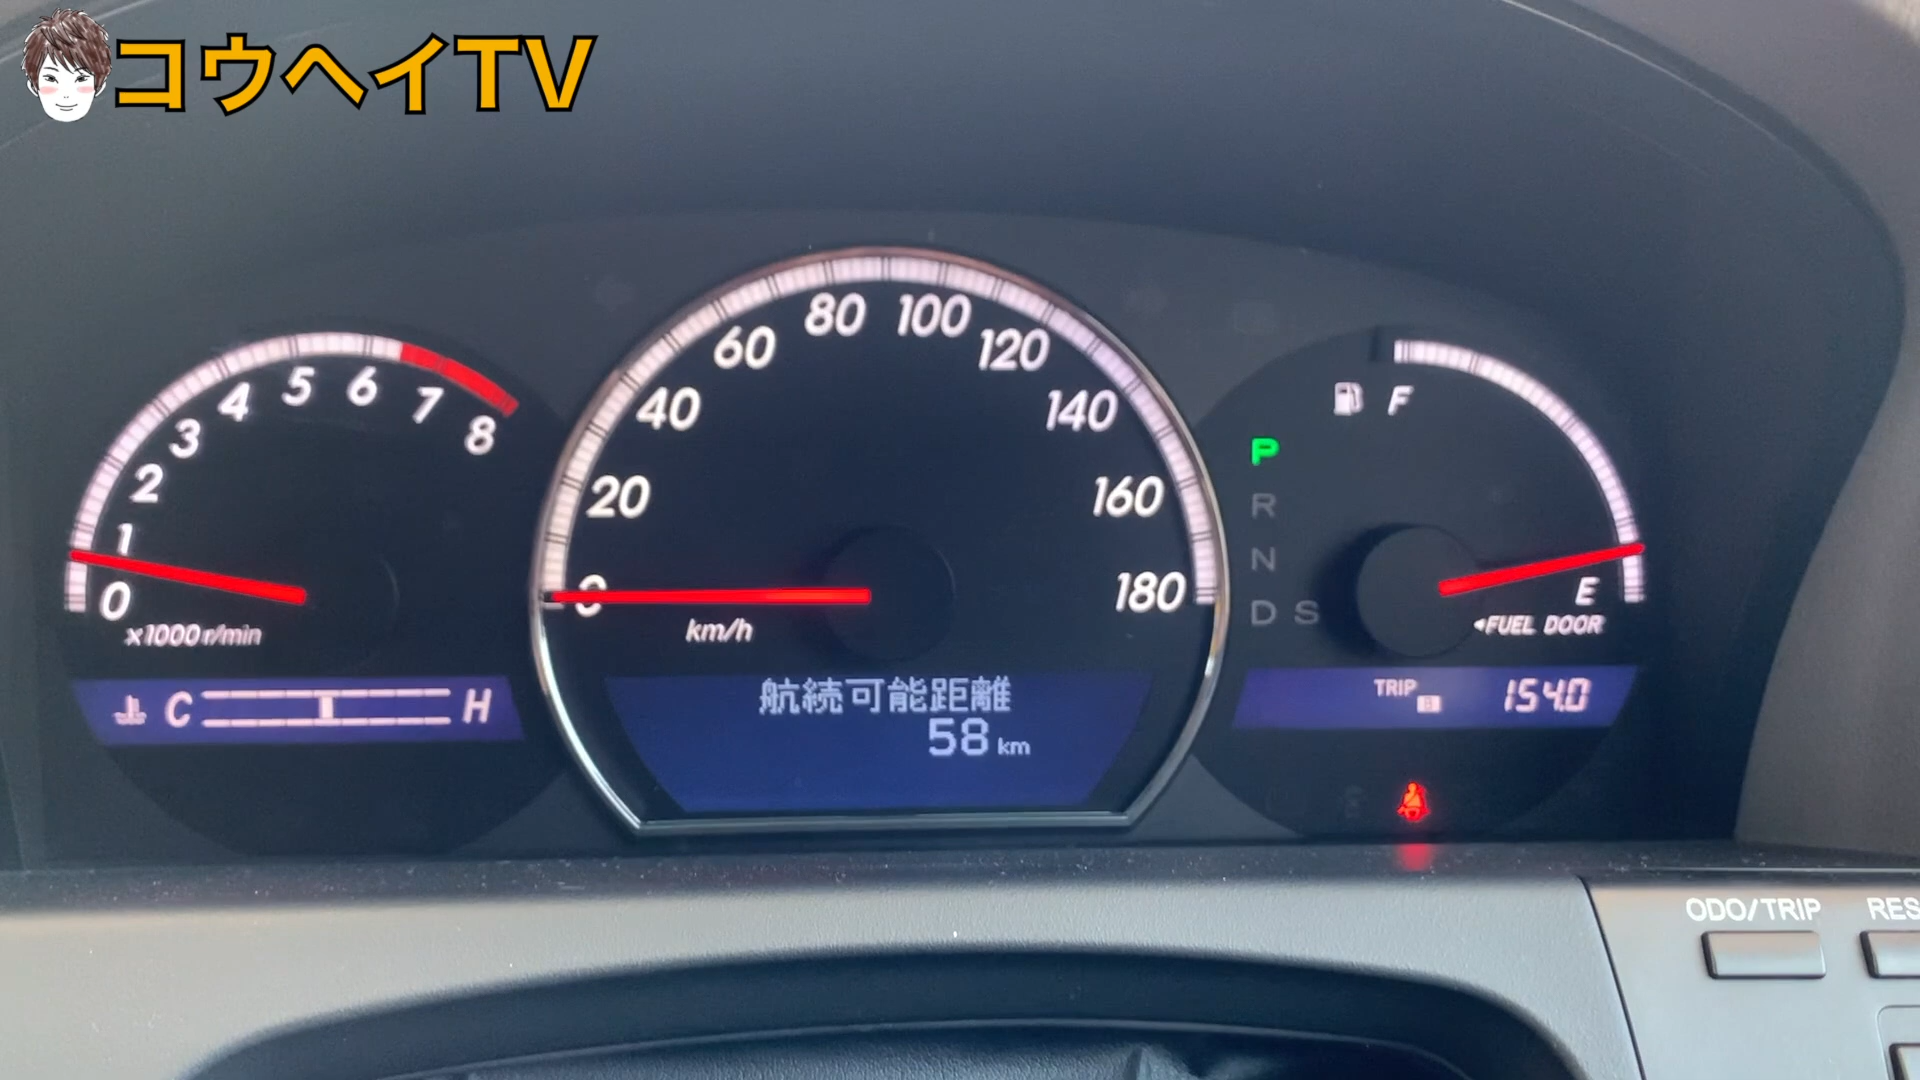 コウヘイTV
0
1
2
3
4
5
6
7
8
x1000 r/min
C H
0
20
40
60
80
100
120
140
160
180
km/h
航続可能距離
58 km
P
R
N
D S
F
E
◂FUEL DOOR
TRIP B 154.0
ODO/TRIP
RES